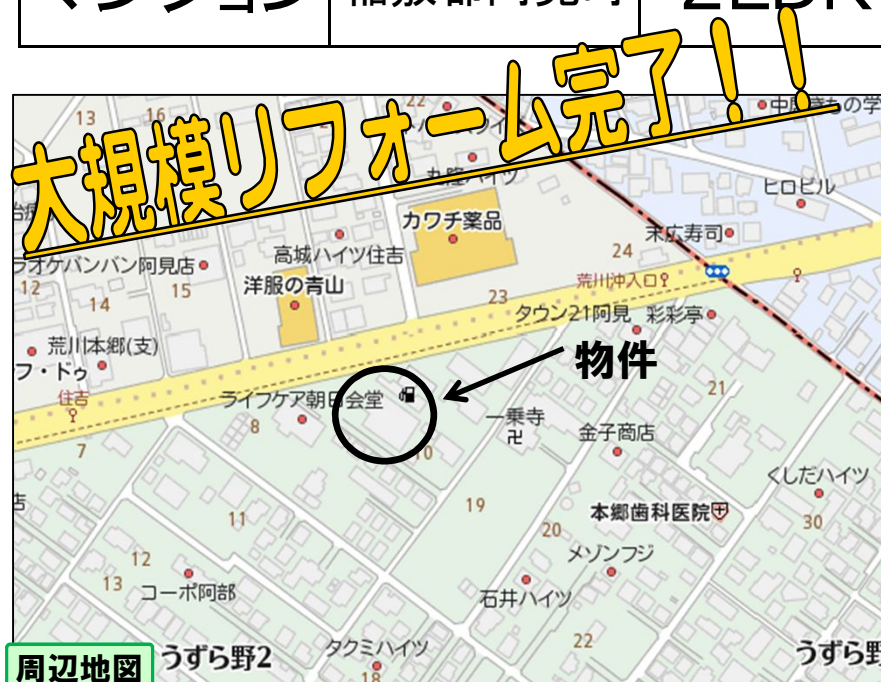 マンション
2LDK
大規模リフォーム完了！！
13
16
22
ヒロビル
カワチ薬品
末広寿司
24
高城ハイツ住吉
ラオケバンバン阿見店
荒川沖入口
洋服の青山
12
14
15
23
タウン21阿見
彩彩亭
荒川本郷(支)
物件
フ・ドゥ
21
住吉
ライフケア朝日会堂
一乗寺
卍
8
金子商店
7
10
くしだハイツ
店
19
本郷歯科医院
30
11
20
12
メゾンフジ
13
コーポ阿部
石井ハイツ
22
タクミハイツ
うずら野2
うずら野
周辺地図
18